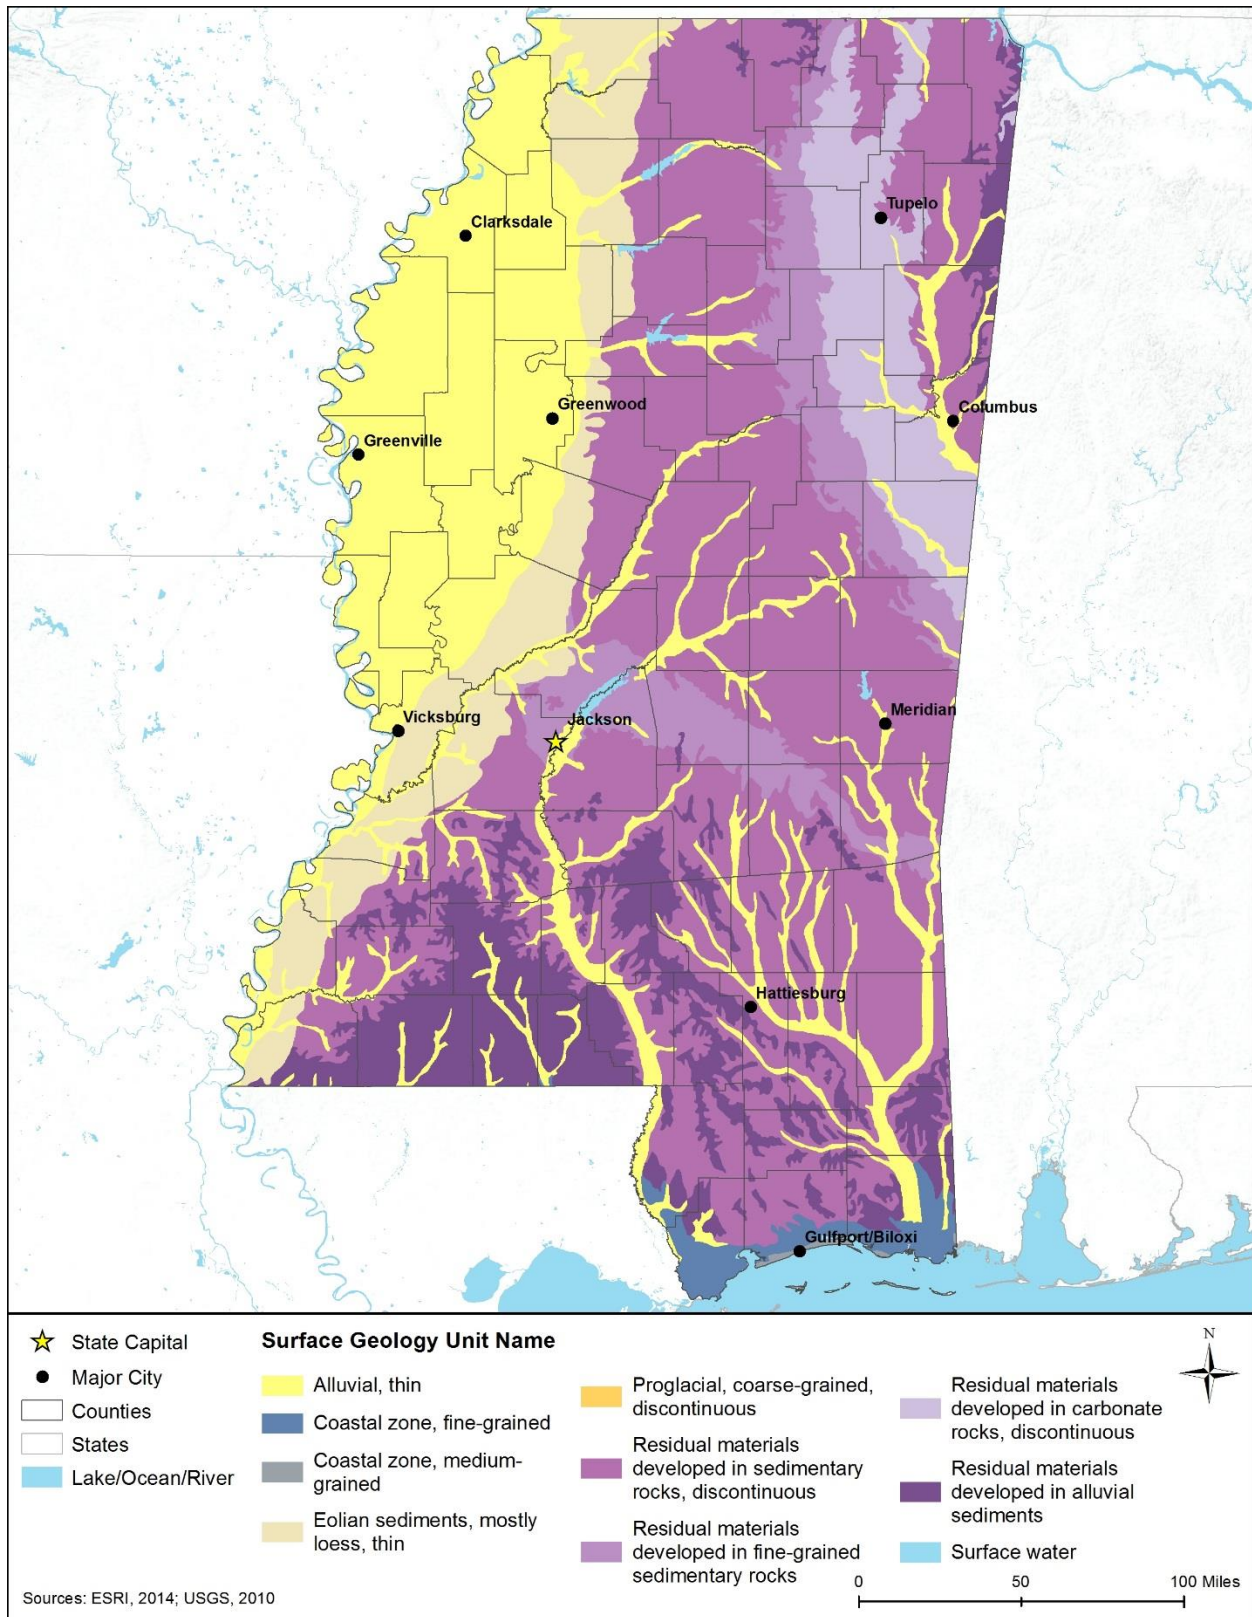 Clarksdale
Tupelo
Greenwood
Columbus
Greenville
Vicksburg
Jackson
Meridian
Hattiesburg
Gulfport/Biloxi
State Capital
Major City
Counties
States
Lake/Ocean/River
Surface Geology Unit Name
Alluvial, thin
Coastal zone, fine-grained
Coastal zone, medium-
grained
Eolian sediments, mostly
loess, thin
Proglacial, coarse-grained,
discontinuous
Residual materials
developed in sedimentary
rocks, discontinuous
Residual materials
developed in fine-grained
sedimentary rocks
Residual materials
developed in carbonate
rocks, discontinuous
Residual materials
developed in alluvial
sediments
Surface water
N
0 50 100 Miles
Sources: ESRI, 2014; USGS, 2010